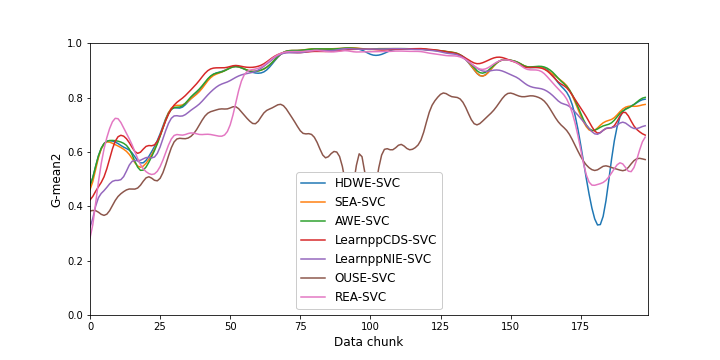 1.0
0.8
0.6
0.4
0.2
0.0
G-mean2
HDWE-SVC
SEA-SVC
AWE-SVC
LearnppCDS-SVC
LearnppNIE-SVC
OUSE-SVC
REA-SVC
0 25 50 75 100 125 150 175
Data chunk